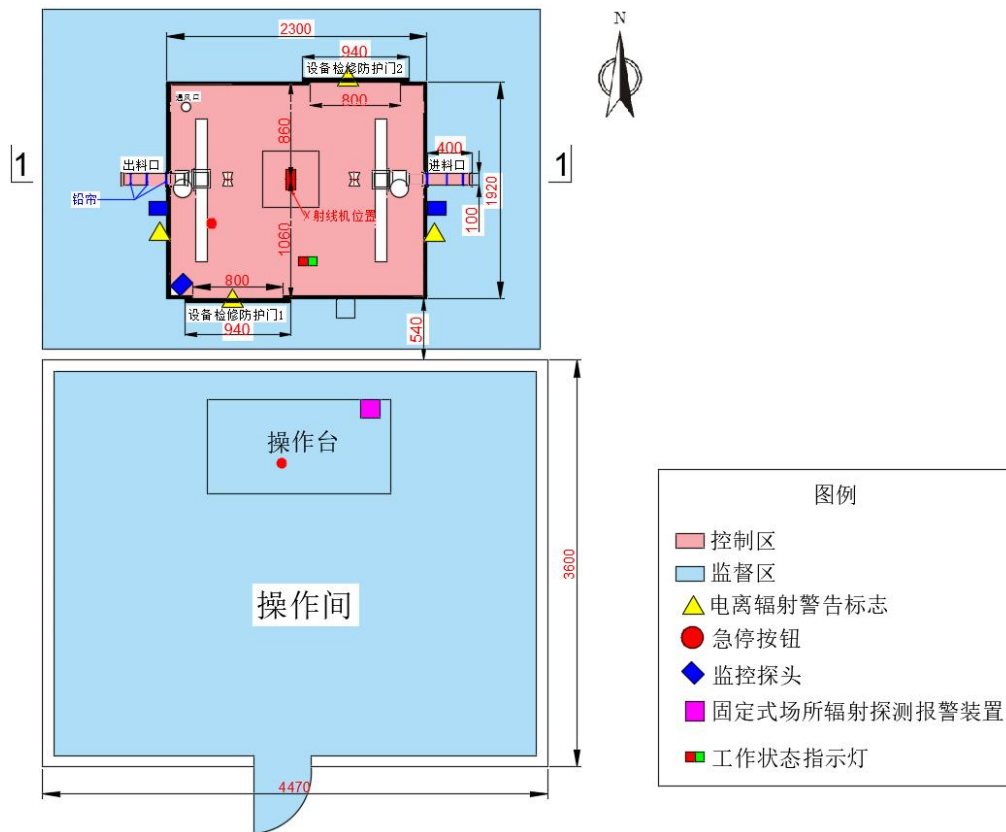 N
2300
940
设备检修防护门2
通风口
800
860
400
1
出料口
进料口
1
铅帘
1920
100
X射线机位置
1060
800
设备检修防护门1
940
540
操作台
操作间
3600
4470
图例
控制区
监督区
电离辐射警告标志
急停按钮
监控探头
固定式场所辐射探测报警装置
工作状态指示灯